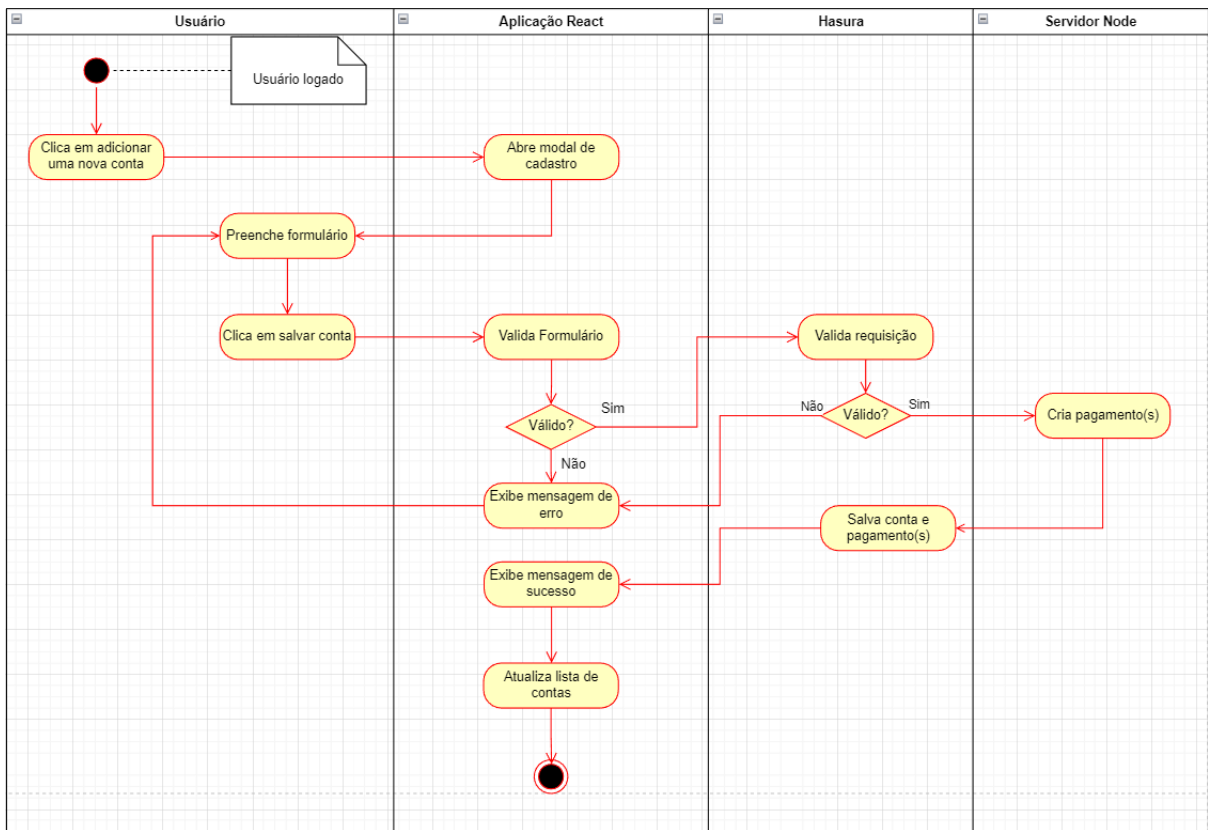 Usuário
Aplicação React
Hasura
Servidor Node
Usuário logado
Clica em adicionar
uma nova conta
Abre modal de
cadastro
Preenche formulário
Clica em salvar conta
Valida Formulário
Valida requisição
Válido?
Sim
Não
Não
Válido?
Sim
Cria pagamento(s)
Exibe mensagem de
erro
Salva conta e
pagamento(s)
Exibe mensagem de
sucesso
Atualiza lista de
contas